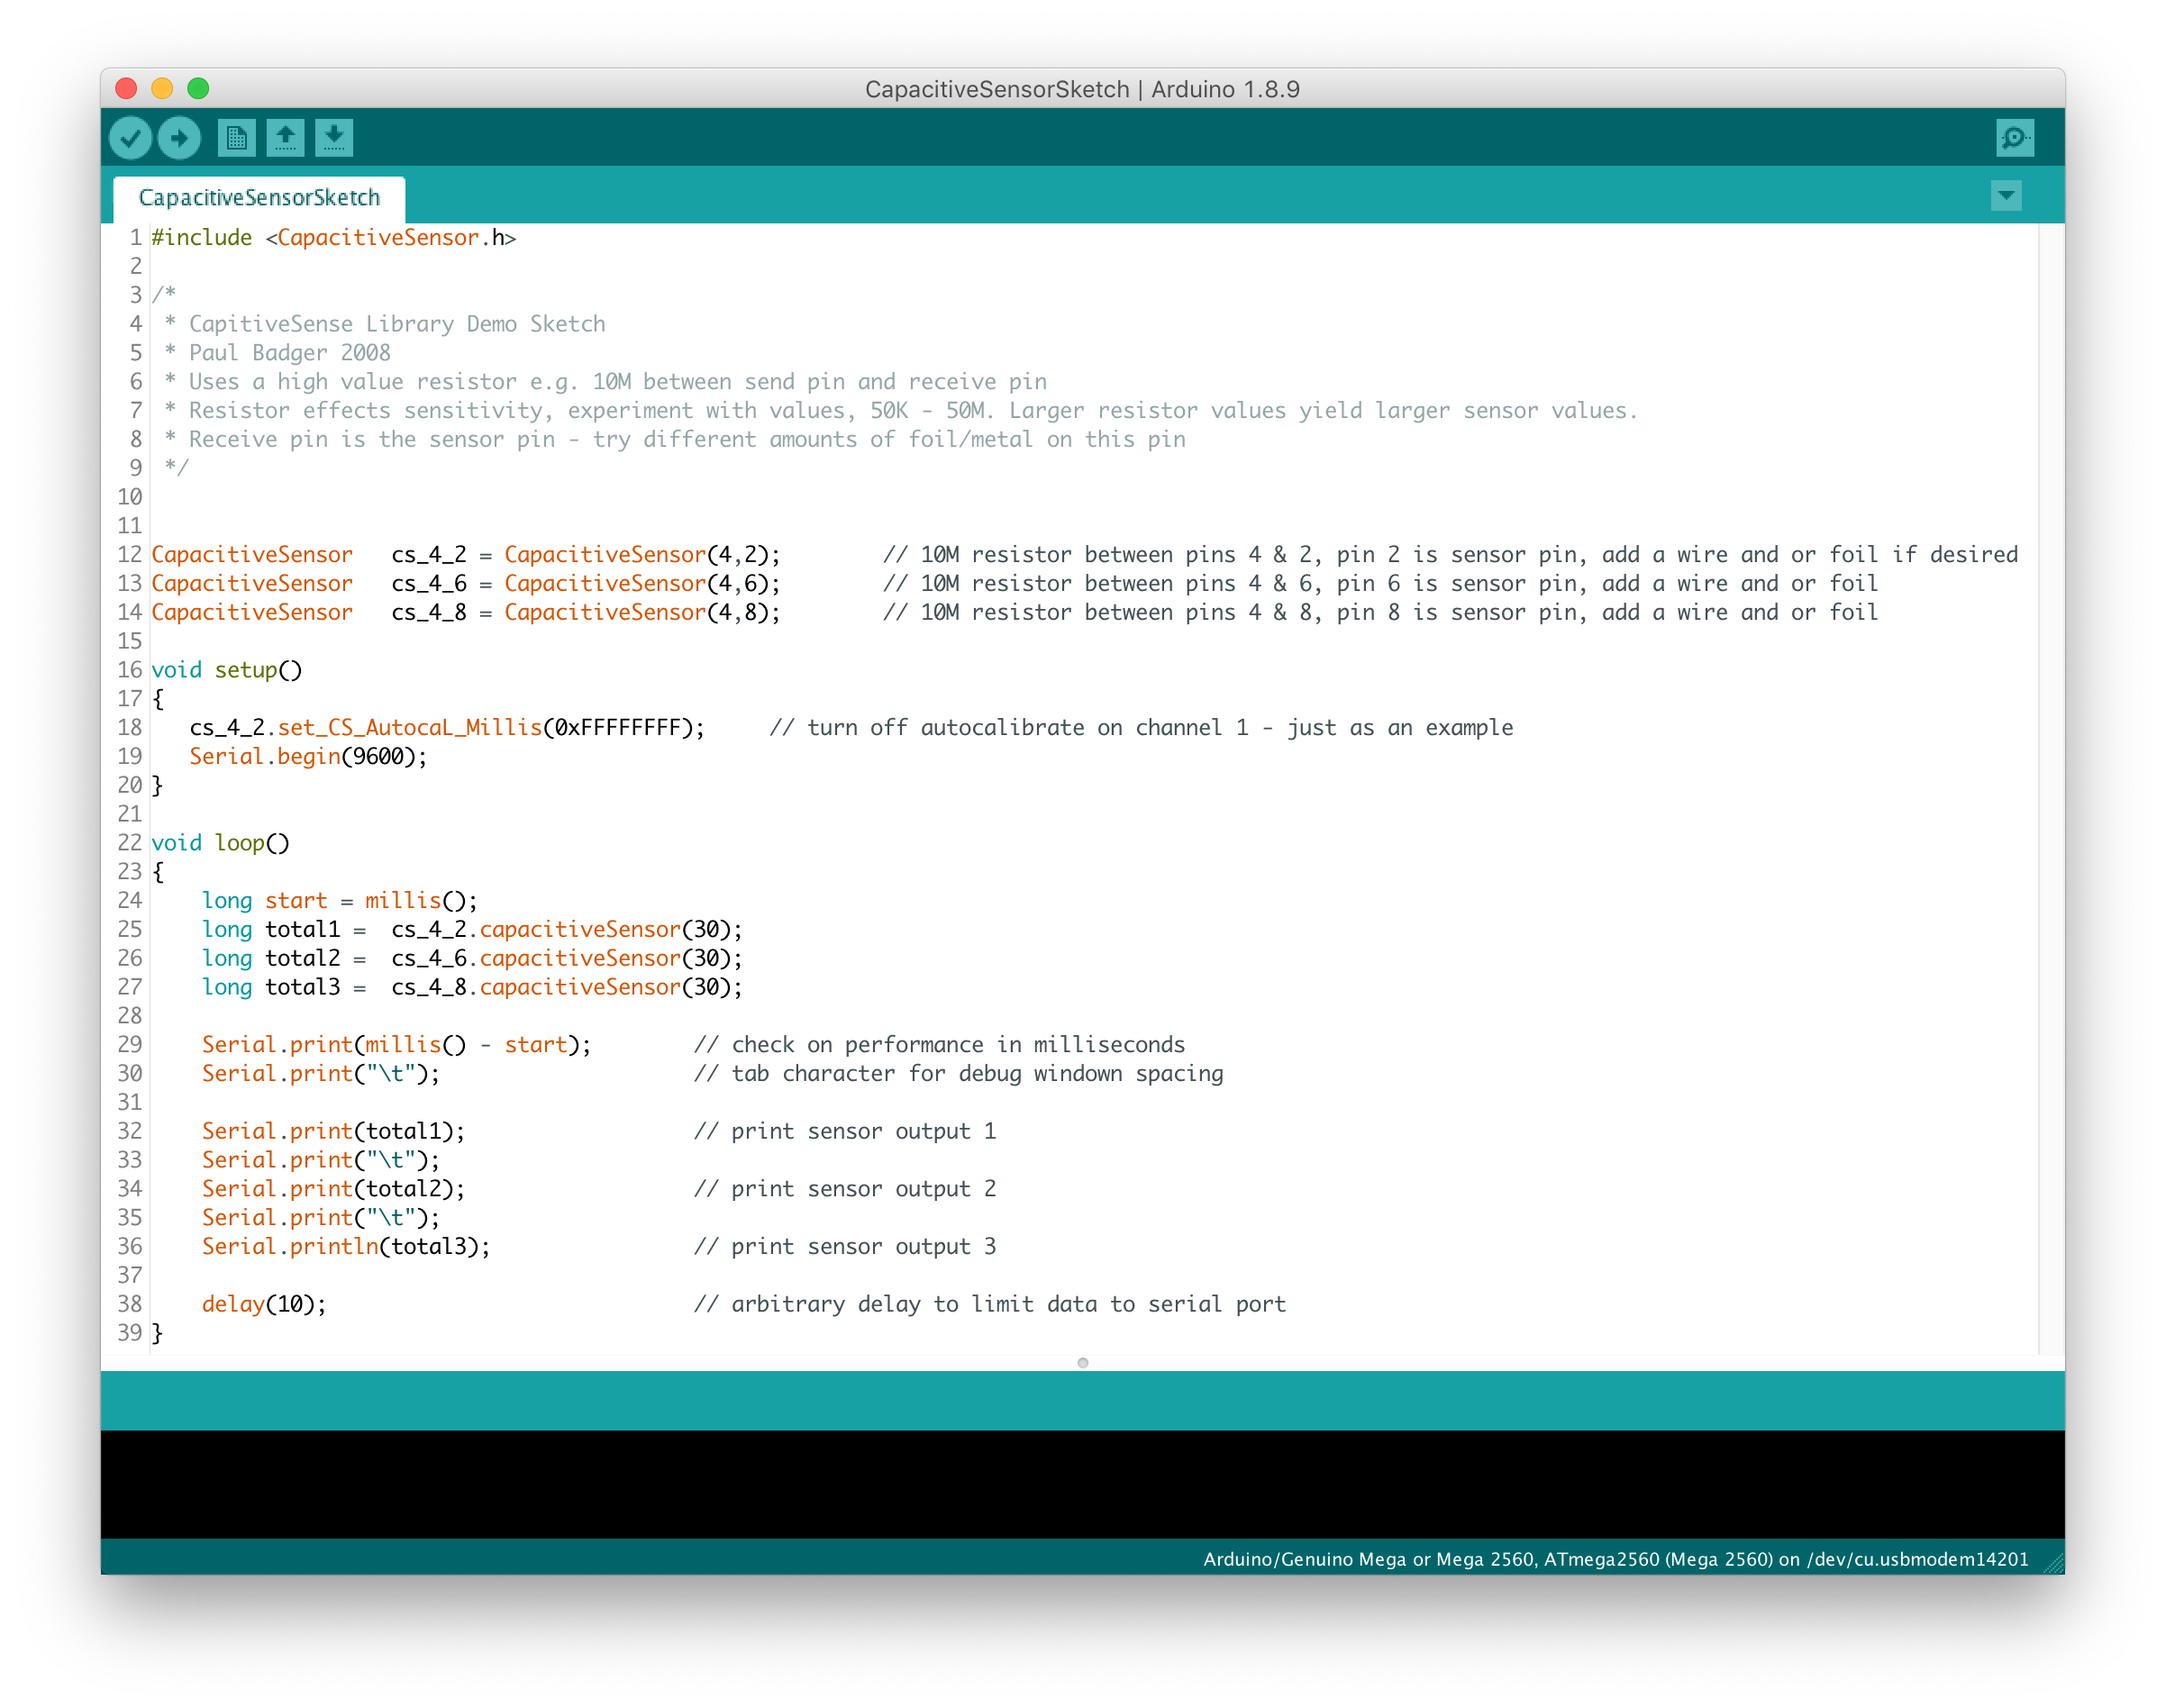 CapacitiveSensorSketch | Arduino 1.8.9
CapacitiveSensorSketch
1 #include <CapacitiveSensor.h>
2
3 /*
4  * CapitiveSense Library Demo Sketch
5  * Paul Badger 2008
6  * Uses a high value resistor e.g. 10M between send pin and receive pin
7  * Resistor effects sensitivity, experiment with values, 50K - 50M. Larger resistor values yield larger sensor values.
8  * Receive pin is the sensor pin - try different amounts of foil/metal on this pin
9  */
10
11
12 CapacitiveSensor   cs_4_2 = CapacitiveSensor(4,2);        // 10M resistor between pins 4 & 2, pin 2 is sensor pin, add a wire and or foil if desired
13 CapacitiveSensor   cs_4_6 = CapacitiveSensor(4,6);        // 10M resistor between pins 4 & 6, pin 6 is sensor pin, add a wire and or foil
14 CapacitiveSensor   cs_4_8 = CapacitiveSensor(4,8);        // 10M resistor between pins 4 & 8, pin 8 is sensor pin, add a wire and or foil
15
16 void setup()
17 {
18    cs_4_2.set_CS_AutocaL_Millis(0xFFFFFFFF);     // turn off autocalibrate on channel 1 - just as an example
19    Serial.begin(9600);
20 }
21
22 void loop()
23 {
24     long start = millis();
25     long total1 =  cs_4_2.capacitiveSensor(30);
26     long total2 =  cs_4_6.capacitiveSensor(30);
27     long total3 =  cs_4_8.capacitiveSensor(30);
28
29     Serial.print(millis() - start);        // check on performance in milliseconds
30     Serial.print("\t");                    // tab character for debug windown spacing
31
32     Serial.print(total1);                  // print sensor output 1
33     Serial.print("\t");
34     Serial.print(total2);                  // print sensor output 2
35     Serial.print("\t");
36     Serial.println(total3);                // print sensor output 3
37
38     delay(10);                             // arbitrary delay to limit data to serial port
39 }
Arduino/Genuino Mega or Mega 2560, ATmega2560 (Mega 2560) on /dev/cu.usbmodem14201